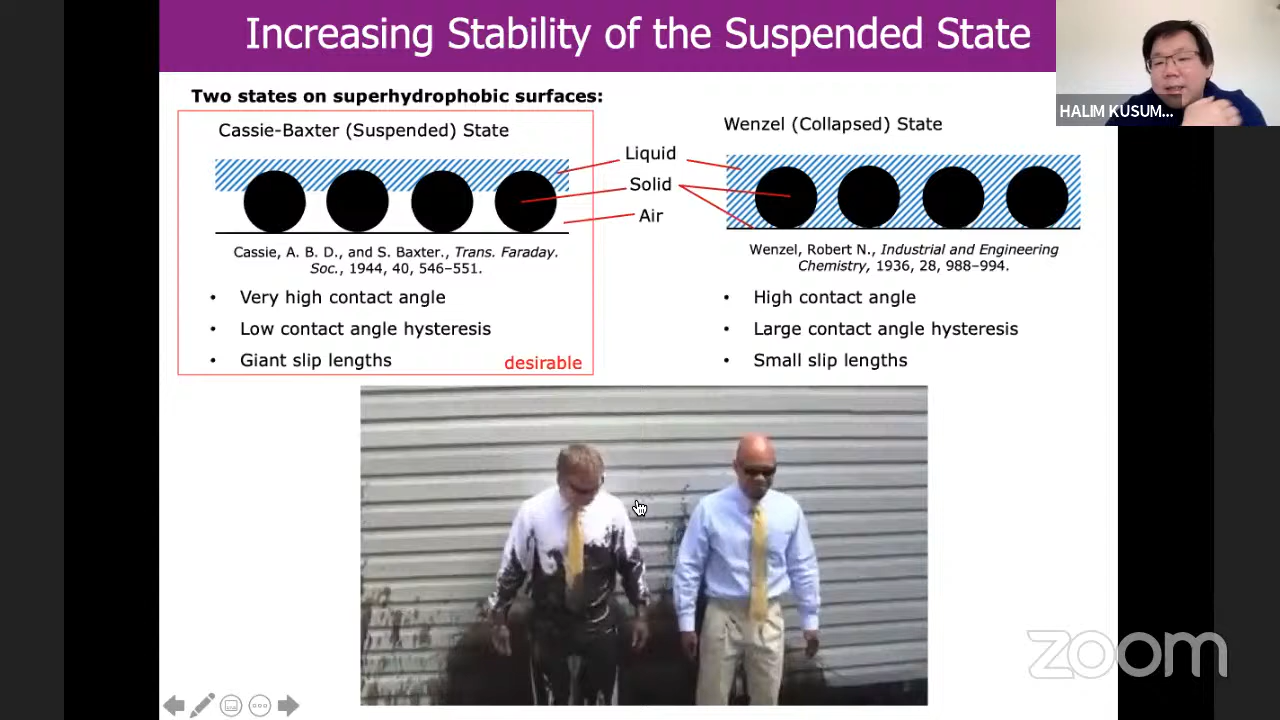 Increasing Stability of the Suspended State
HALIM KUSUM...
Two states on superhydrophobic surfaces:
Cassie-Baxter (Suspended) State
Liquid
Solid
Air
Cassie, A. B. D., and S. Baxter., Trans. Faraday.
Soc., 1944, 40, 546–551.
• Very high contact angle
• Low contact angle hysteresis
• Giant slip lengths
desirable
Wenzel (Collapsed) State
Wenzel, Robert N., Industrial and Engineering
Chemistry, 1936, 28, 988–994.
• High contact angle
• Large contact angle hysteresis
• Small slip lengths
zoom